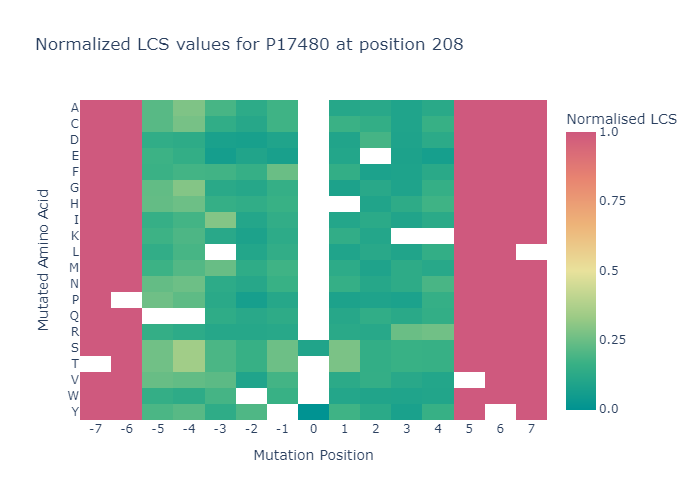 Normalized LCS values for P17480 at position 208
Normalised LCS
Mutated Amino Acid
A
C
D
E
F
G
H
I
K
L
M
N
P
Q
R
S
T
V
W
Y
1.0
0.75
0.5
0.25
0.0
-7 -6 -5 -4 -3 -2 -1 0 1 2 3 4 5 6 7
Mutation Position